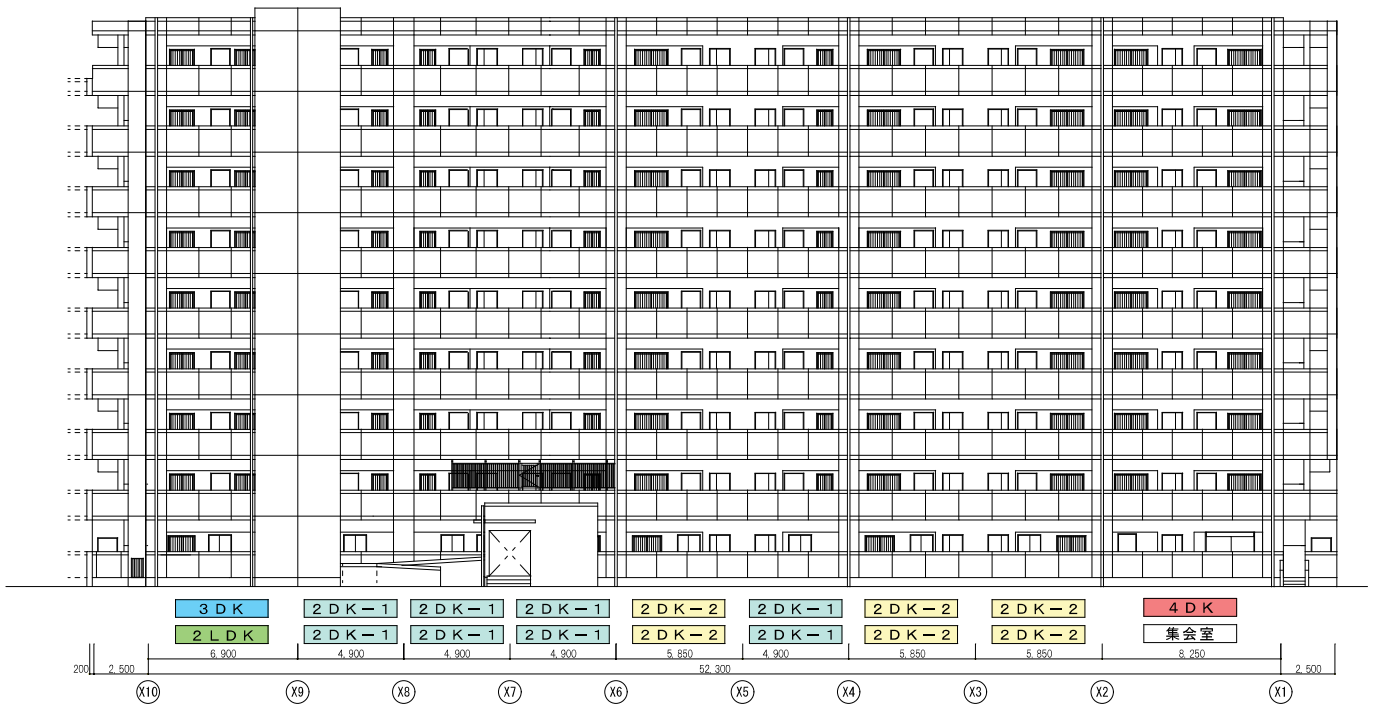 3DK 2DK-1 2DK-1 2DK-1 2DK-2 2DK-1 2DK-2 2DK-2 4DK
2LDK 2DK-1 2DK-1 2DK-1 2DK-2 2DK-1 2DK-2 2DK-2 集会室
6,900 4,900 4,900 4,900 5,850 4,900 5,850 5,850 8,250
200 2,500 52,300 2,500
X10 X9 X8 X7 X6 X5 X4 X3 X2 X1